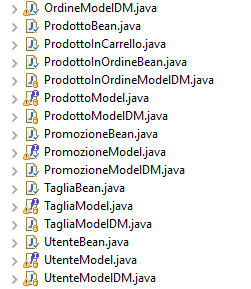 OrdineModelDM.java
ProdottoBean.java
ProdottoInCarrello.java
ProdottoInOrdineBean.java
ProdottoInOrdineModelDM.java
ProdottoModel.java
ProdottoModelDM.java
PromozioneBean.java
PromozioneModel.java
PromozioneModelDM.java
TagliaBean.java
TagliaModel.java
TagliaModelDM.java
UtenteBean.java
UtenteModel.java
UtenteModelDM.java